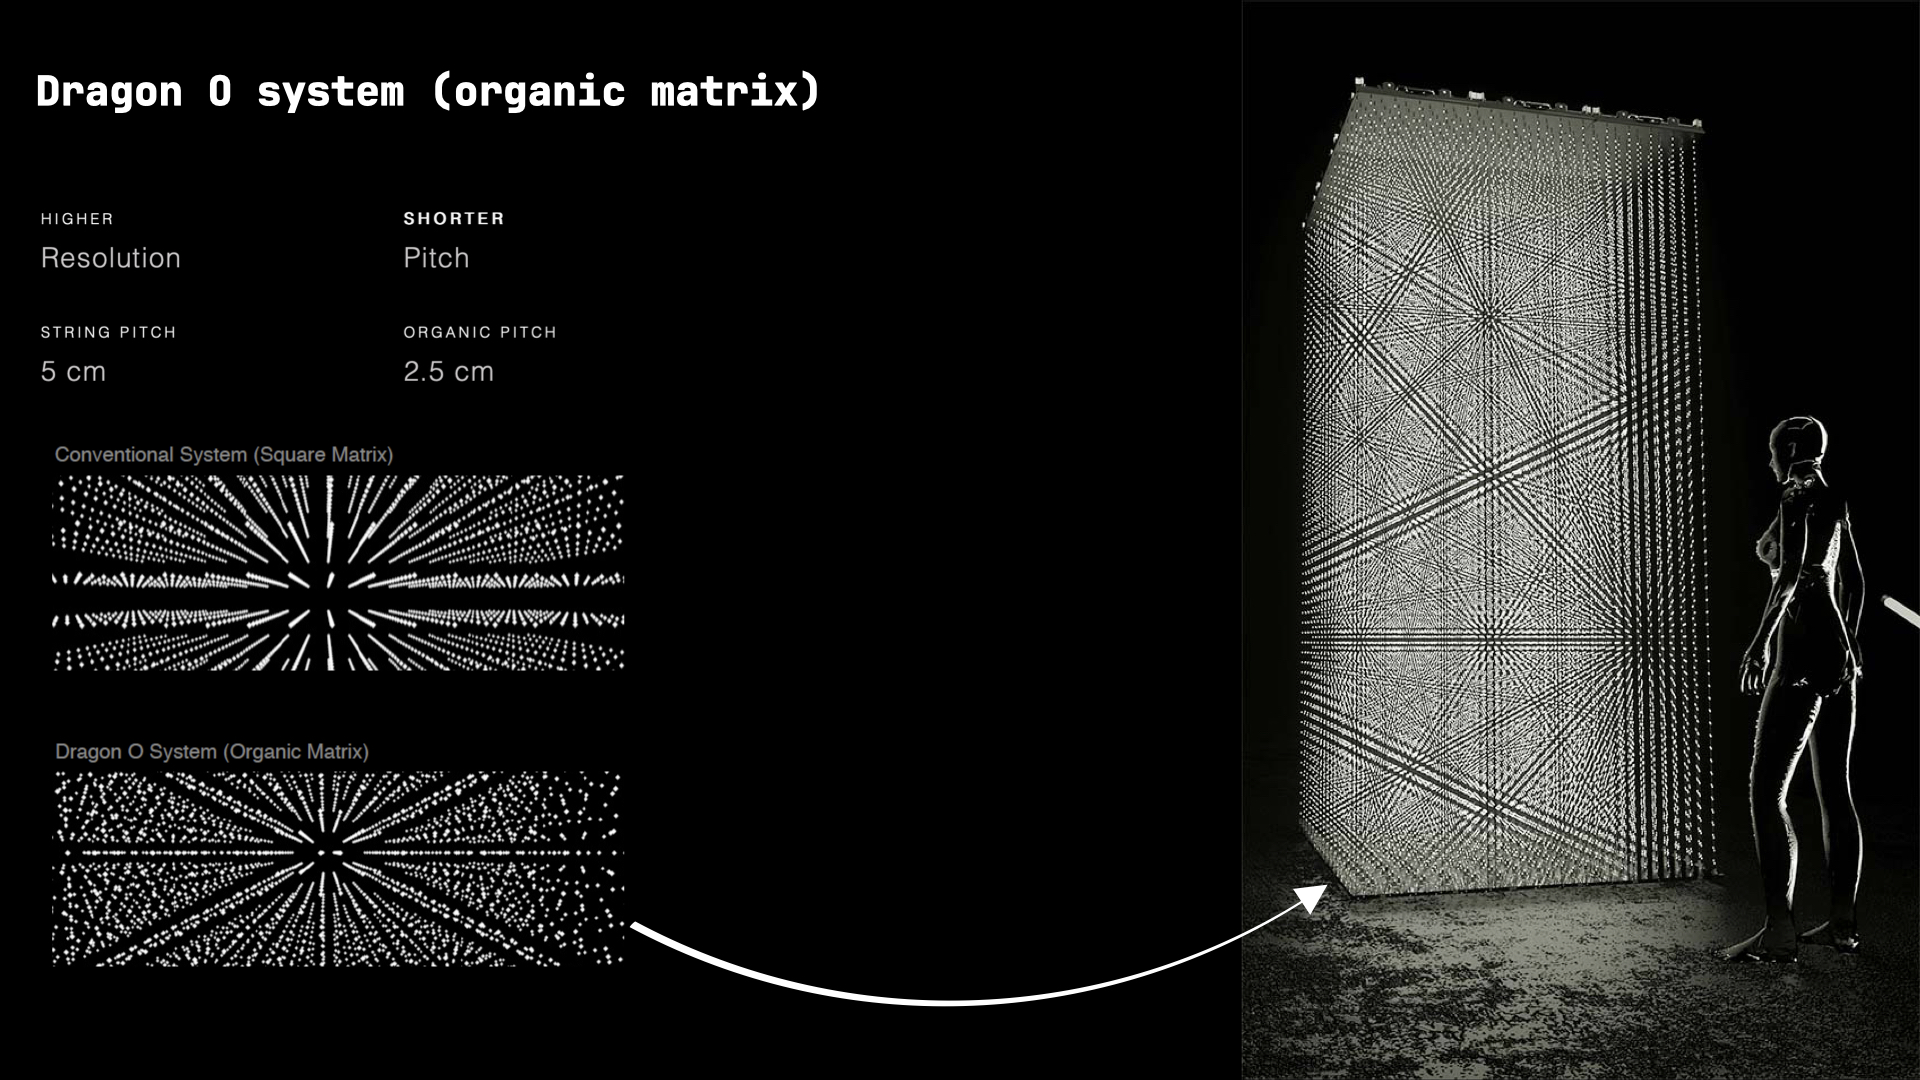 Dragon O system (organic matrix)
HIGHER
Resolution
SHORTER
Pitch
STRING PITCH
5 cm
ORGANIC PITCH
2.5 cm
Conventional System (Square Matrix)
Dragon O System (Organic Matrix)